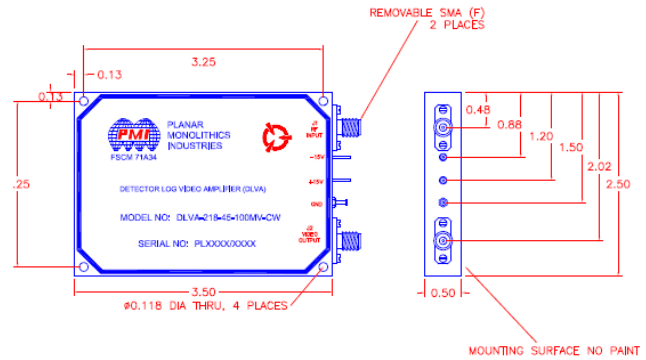 REMOVABLE SMA (F)
2 PLACES
3.25
0.13
0.13
.25
PMI
FSCM 71A34
PLANAR
MONOLITHICS
INDUSTRIES
J1
RF
INPUT
-15V
+15V
GND
DETECTOR LOG VIDEO AMPLIFIER (DLVA)
MODEL NO: DLVA-218-45-100MV-CW
SERIAL NO: PLXXXX/XXXX
J2
VIDEO
OUTPUT
3.50
Ø0.118 DIA THRU, 4 PLACES
0.48
0.88
1.20
1.50
2.02
2.50
0.50
MOUNTING SURFACE NO PAINT